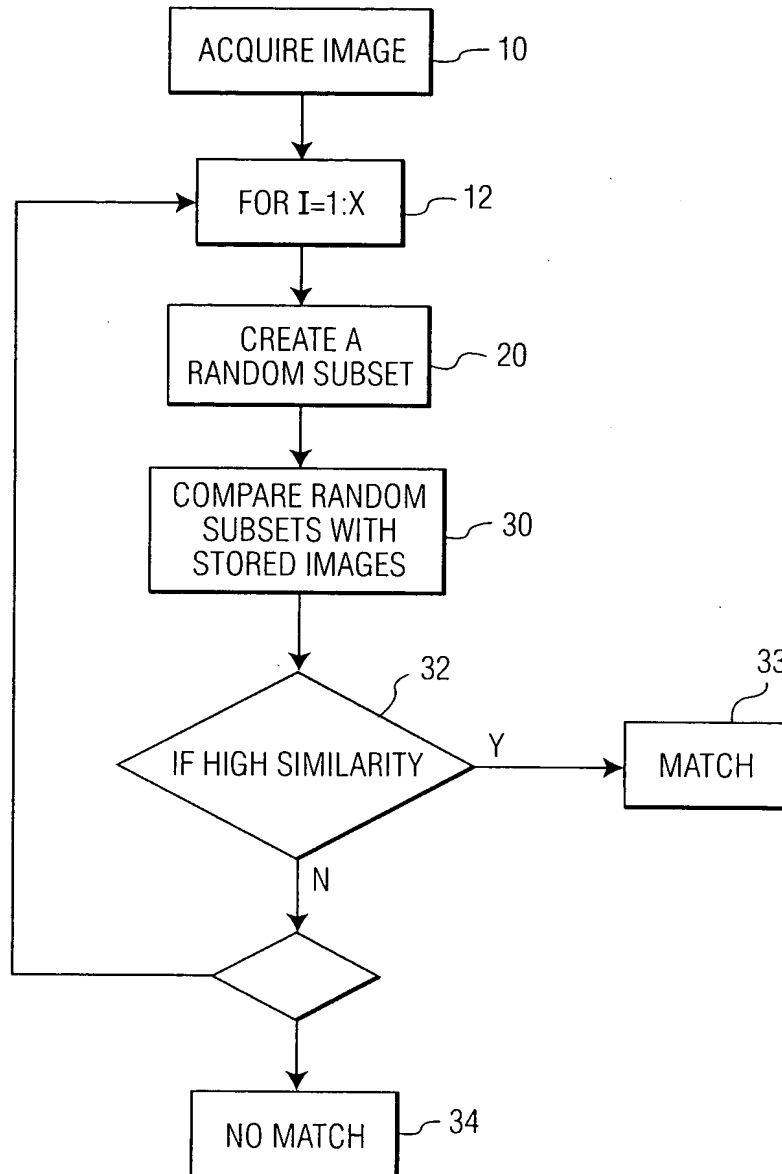 ACQUIRE IMAGE
10
FOR I=1:X
12
CREATE A
RANDOM SUBSET
20
COMPARE RANDOM
SUBSETS WITH
STORED IMAGES
30
32
IF HIGH SIMILARITY
Y
33
MATCH
N
NO MATCH
34